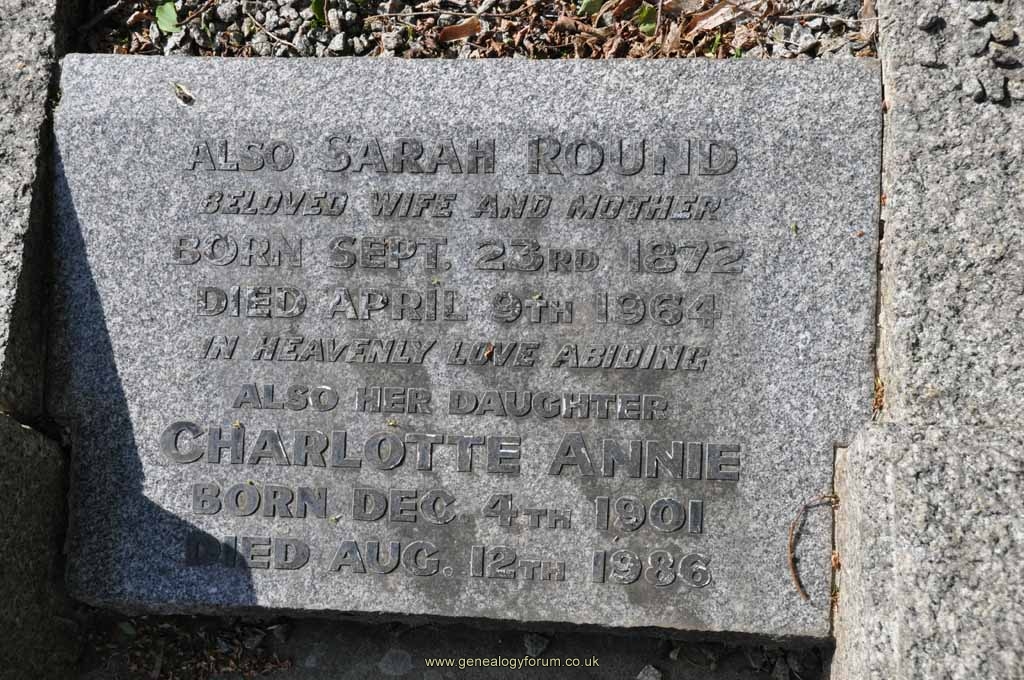 ALSO SARAH ROUND
BELOVED WIFE AND MOTHER
BORN SEPT. 23RD 1872
DIED APRIL 9TH 1964
IN HEAVENLY LOVE ABIDING
ALSO HER DAUGHTER
CHARLOTTE ANNIE
BORN DEC 4TH 1901
DIED AUG. 12TH 1986
www.genealogyforum.co.uk